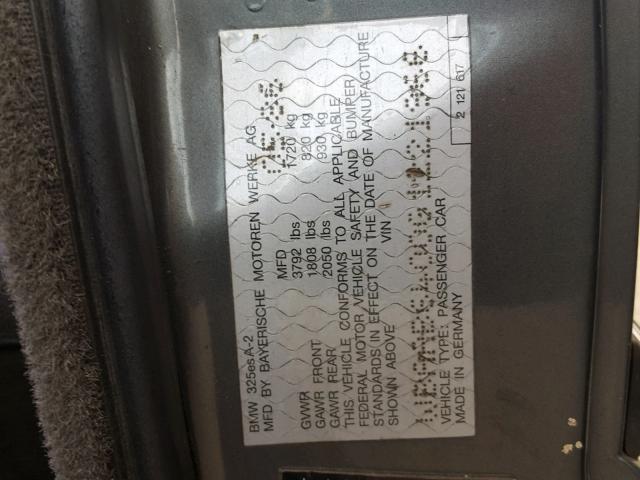 BMW 325es A-2
MFD BY BAYERISCHE MOTOREN WERKE AG
MFD
GVWR 3792 lbs 1720 kg
GAWR FRONT 1808 lbs 820 kg
GAWR REAR 2050 lbs 930 kg
THIS VEHICLE CONFORMS TO ALL APPLICABLE
FEDERAL MOTOR VEHICLE SAFETY AND BUMPER
STANDARDS IN EFFECT ON THE DATE OF MANUFACTURE
SHOWN ABOVE VIN
VEHICLE TYPE: PASSENGER CAR
MADE IN GERMANY
2 121 617